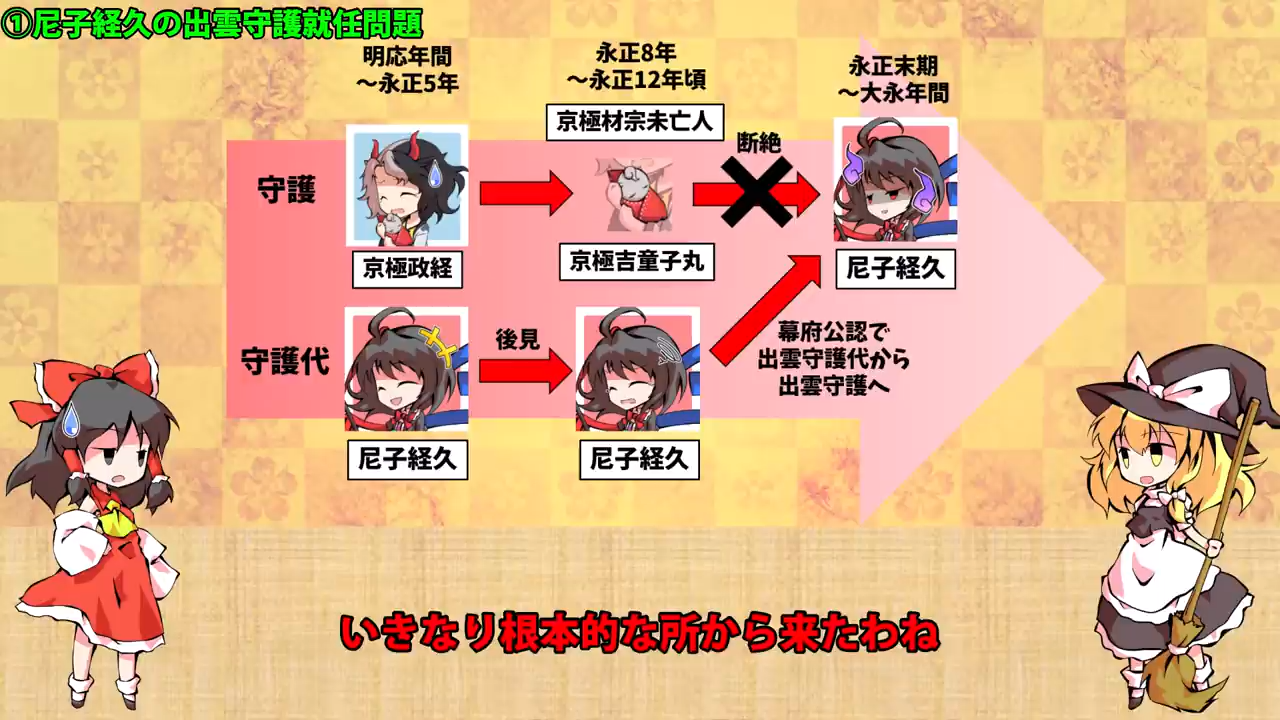 ①尼子経久の出雲守護就任問題
明応年間
～永正5年
永正8年
～永正12年頃
永正末期
～大永年間
京極材宗未亡人
断絶
守護
京極政経
京極吉童子丸
尼子経久
守護代
後見
幕府公認で
出雲守護代から
出雲守護へ
尼子経久
尼子経久
いきなり根本的な所から来たわね